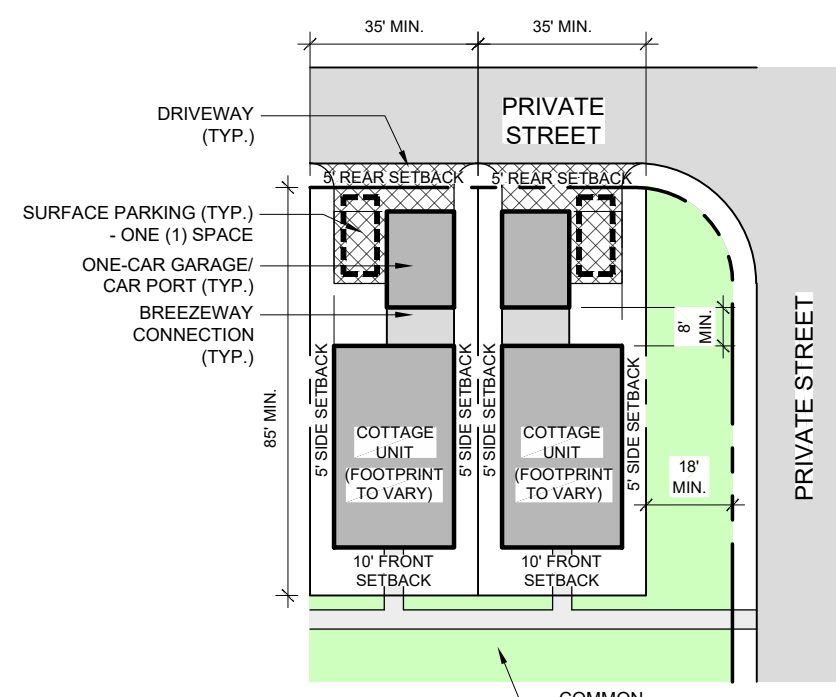 35' MIN.
35' MIN.
DRIVEWAY
(TYP.)
PRIVATE
STREET
5' REAR SETBACK
5' REAR SETBACK
SURFACE PARKING (TYP.)
- ONE (1) SPACE
ONE-CAR GARAGE/
CAR PORT (TYP.)
BREEZEWAY
CONNECTION
(TYP.)
8'
MIN.
PRIVATE STREET
85' MIN.
5' SIDE SETBACK
COTTAGE
UNIT
(FOOTPRINT
TO VARY)
5' SIDE SETBACK
5' SIDE SETBACK
COTTAGE
UNIT
(FOOTPRINT
TO VARY)
5' SIDE SETBACK
18'
MIN.
10' FRONT
SETBACK
10' FRONT
SETBACK
COMMON